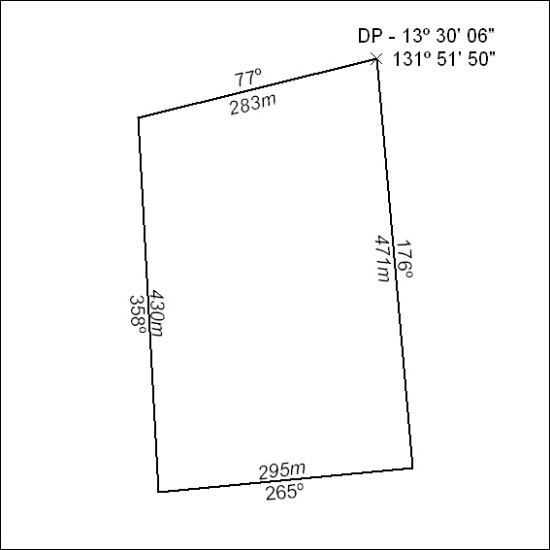 DP - 13º 30' 06"
131º 51' 50"
77º
283m
176º
471m
430m
358º
295m
265º